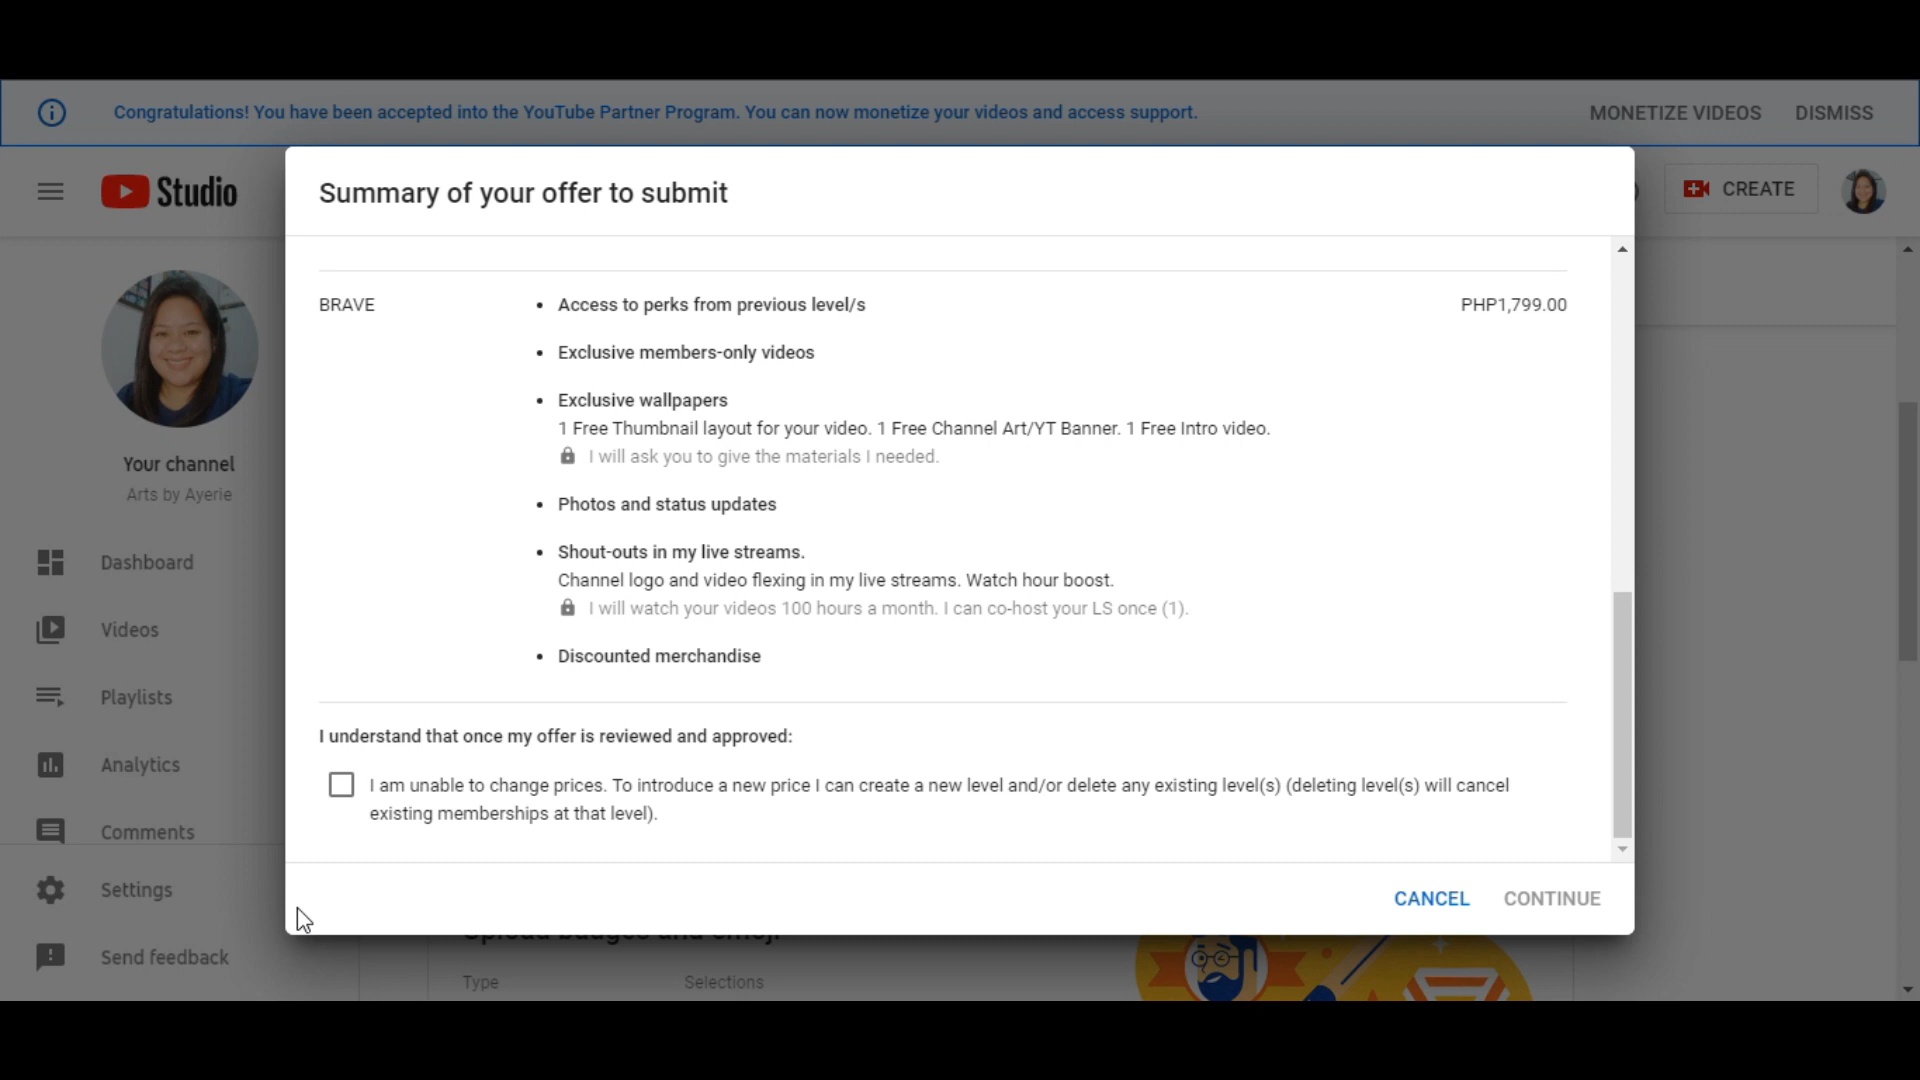 Congratulations! You have been accepted into the YouTube Partner Program. You can now monetize your videos and access support.
MONETIZE VIDEOS
DISMISS
Studio
CREATE
Your channel
Arts by Ayerie
Dashboard
Videos
Playlists
Analytics
Comments
Settings
Send feedback
Summary of your offer to submit
BRAVE
• Access to perks from previous level/s
PHP1,799.00
• Exclusive members-only videos
• Exclusive wallpapers
1 Free Thumbnail layout for your video. 1 Free Channel Art/YT Banner. 1 Free Intro video.
I will ask you to give the materials I needed.
• Photos and status updates
• Shout-outs in my live streams.
Channel logo and video flexing in my live streams. Watch hour boost.
I will watch your videos 100 hours a month. I can co-host your LS once (1).
• Discounted merchandise
I understand that once my offer is reviewed and approved:
I am unable to change prices. To introduce a new price I can create a new level and/or delete any existing level(s) (deleting level(s) will cancel
existing memberships at that level).
CANCEL
CONTINUE
Upload badges and emoji
Type
Selections